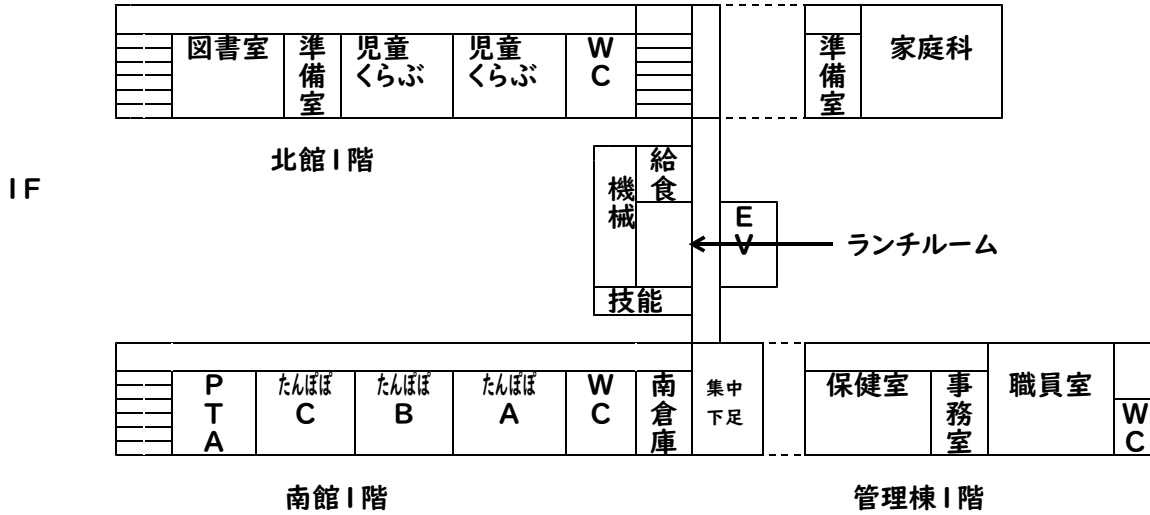 図書室
準備室
児童
くらぶ
児童
くらぶ
WC
準備室
家庭科
北館1階
1F
機械
給食
EV
ランチルーム
技能
PTA
たんぽぽ
C
たんぽぽ
B
たんぽぽ
A
WC
南倉庫
集中
下足
保健室
事務室
職員室
WC
南館1階
管理棟1階